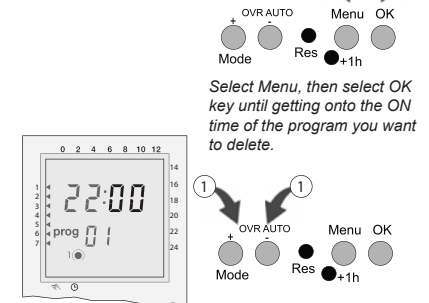 OVR AUTO Menu OK
+ -
Res
Mode +1h
Select Menu, then select OK
key until getting onto the ON
time of the program you want
to delete.
0 2 4 6 8 10 12
14
16
18
20
22
24
1
2
3
4
5
6
7
22:00
prog 01
1
1 1
OVR AUTO Menu OK
+ -
Res
Mode +1h